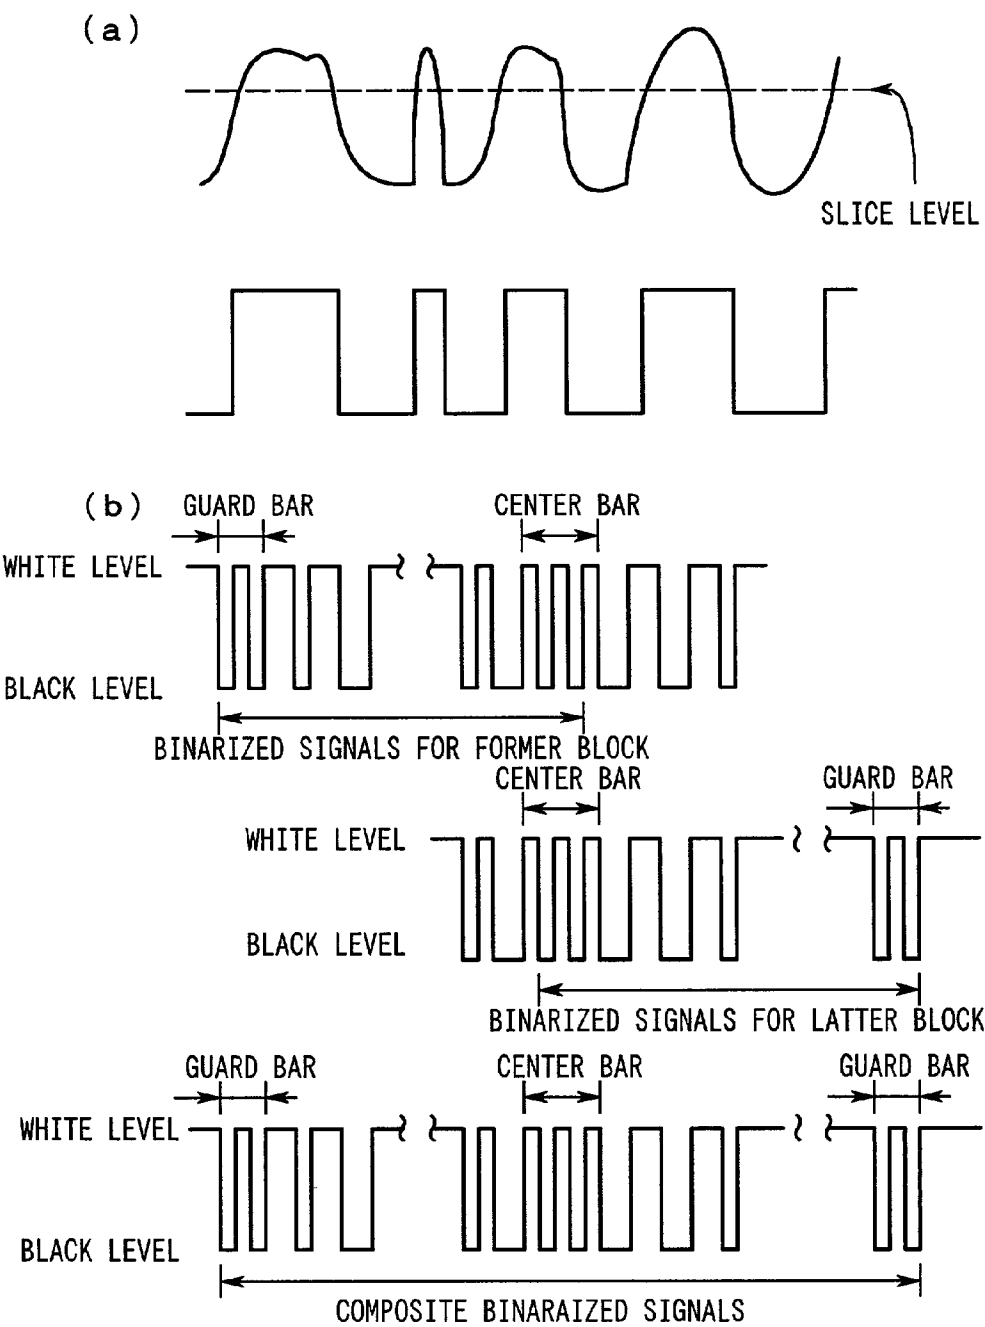 (a)
SLICE LEVEL
(b)
GUARD BAR
CENTER BAR
WHITE LEVEL
BLACK LEVEL
BINARIZED SIGNALS FOR FORMER BLOCK
CENTER BAR
GUARD BAR
WHITE LEVEL
BLACK LEVEL
BINARIZED SIGNALS FOR LATTER BLOCK
GUARD BAR
CENTER BAR
GUARD BAR
WHITE LEVEL
BLACK LEVEL
COMPOSITE BINARAIZED SIGNALS